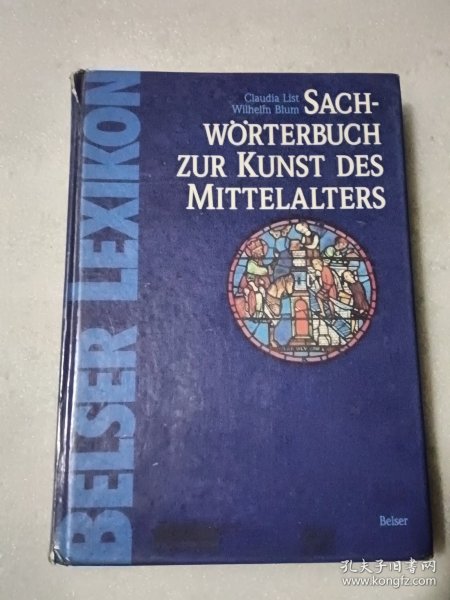 BELSER LEXIKON
Claudia List
Wilhelm Blum
SACH-
WÖRTERBUCH
ZUR KUNST DES
MITTELALTERS
Belser
孔夫子旧书网
www.kongfz.com